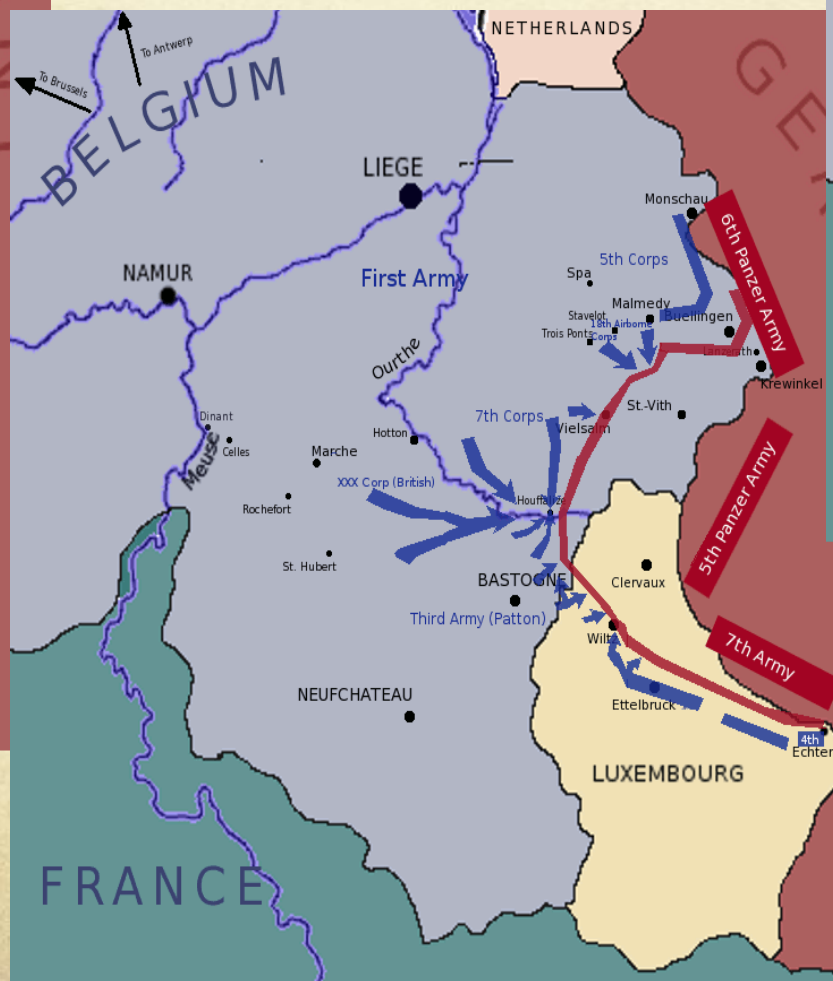 NETHERLANDS
To Antwerp
To Brussels
BELGIUM
GE
LIEGE
Monschau
6th Panzer Army
5th Corps
NAMUR
First Army
Spa
Malmedy
Stavelot
18th Airborne
Corps
Buellingen
Trois Ponts
Lanzerath
Krewinkel
Ourthe
7th Corps
St.-Vith
Vielsalm
Dinant
Celles
Meuse
Hotton
Marche
5th Panzer Army
XXX Corp (British)
Rochefort
Houffalize
St. Hubert
BASTOGNE
Clervaux
Third Army (Patton)
Wiltz
7th Army
NEUFCHATEAU
Ettelbruck
4th
Echter
LUXEMBOURG
FRANCE